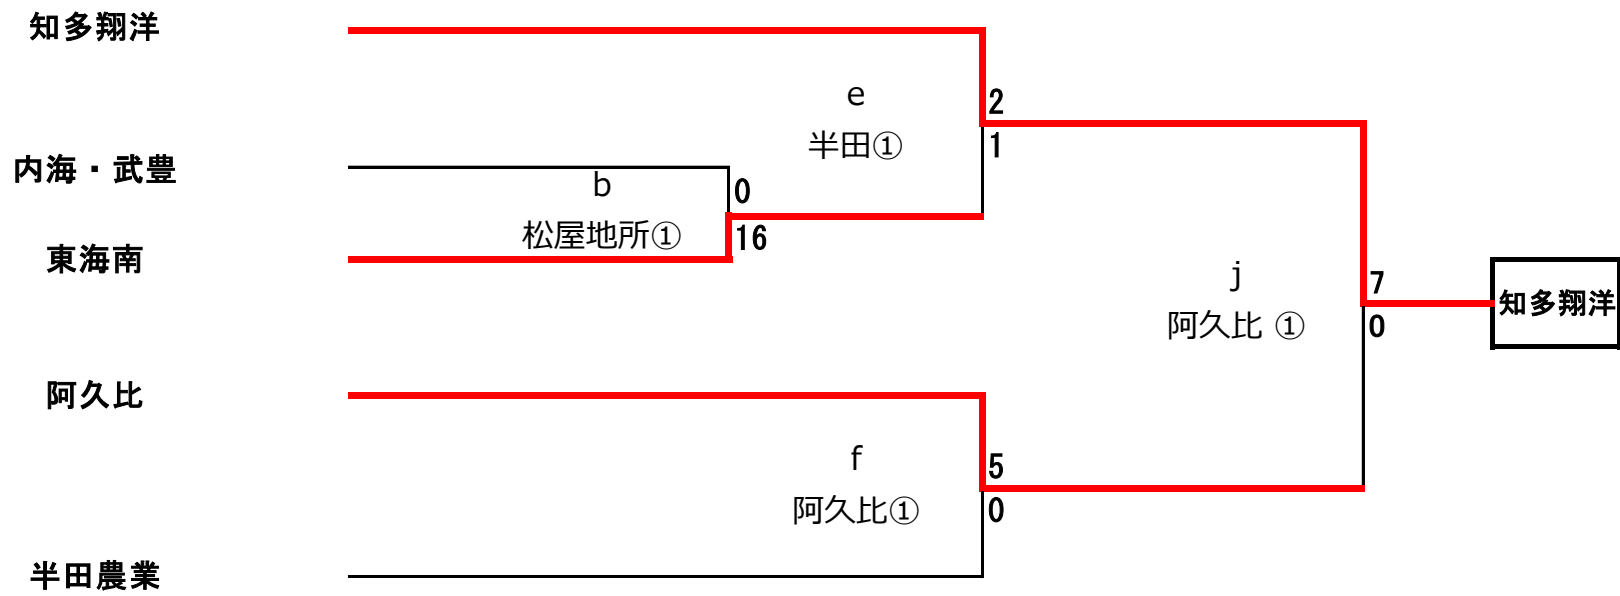 知多翔洋
e
2
半田①
1
内海・武豊
b
0
松屋地所①
16
東海南
j
7
知多翔洋
阿久比 ①
0
阿久比
f
5
阿久比①
0
半田農業